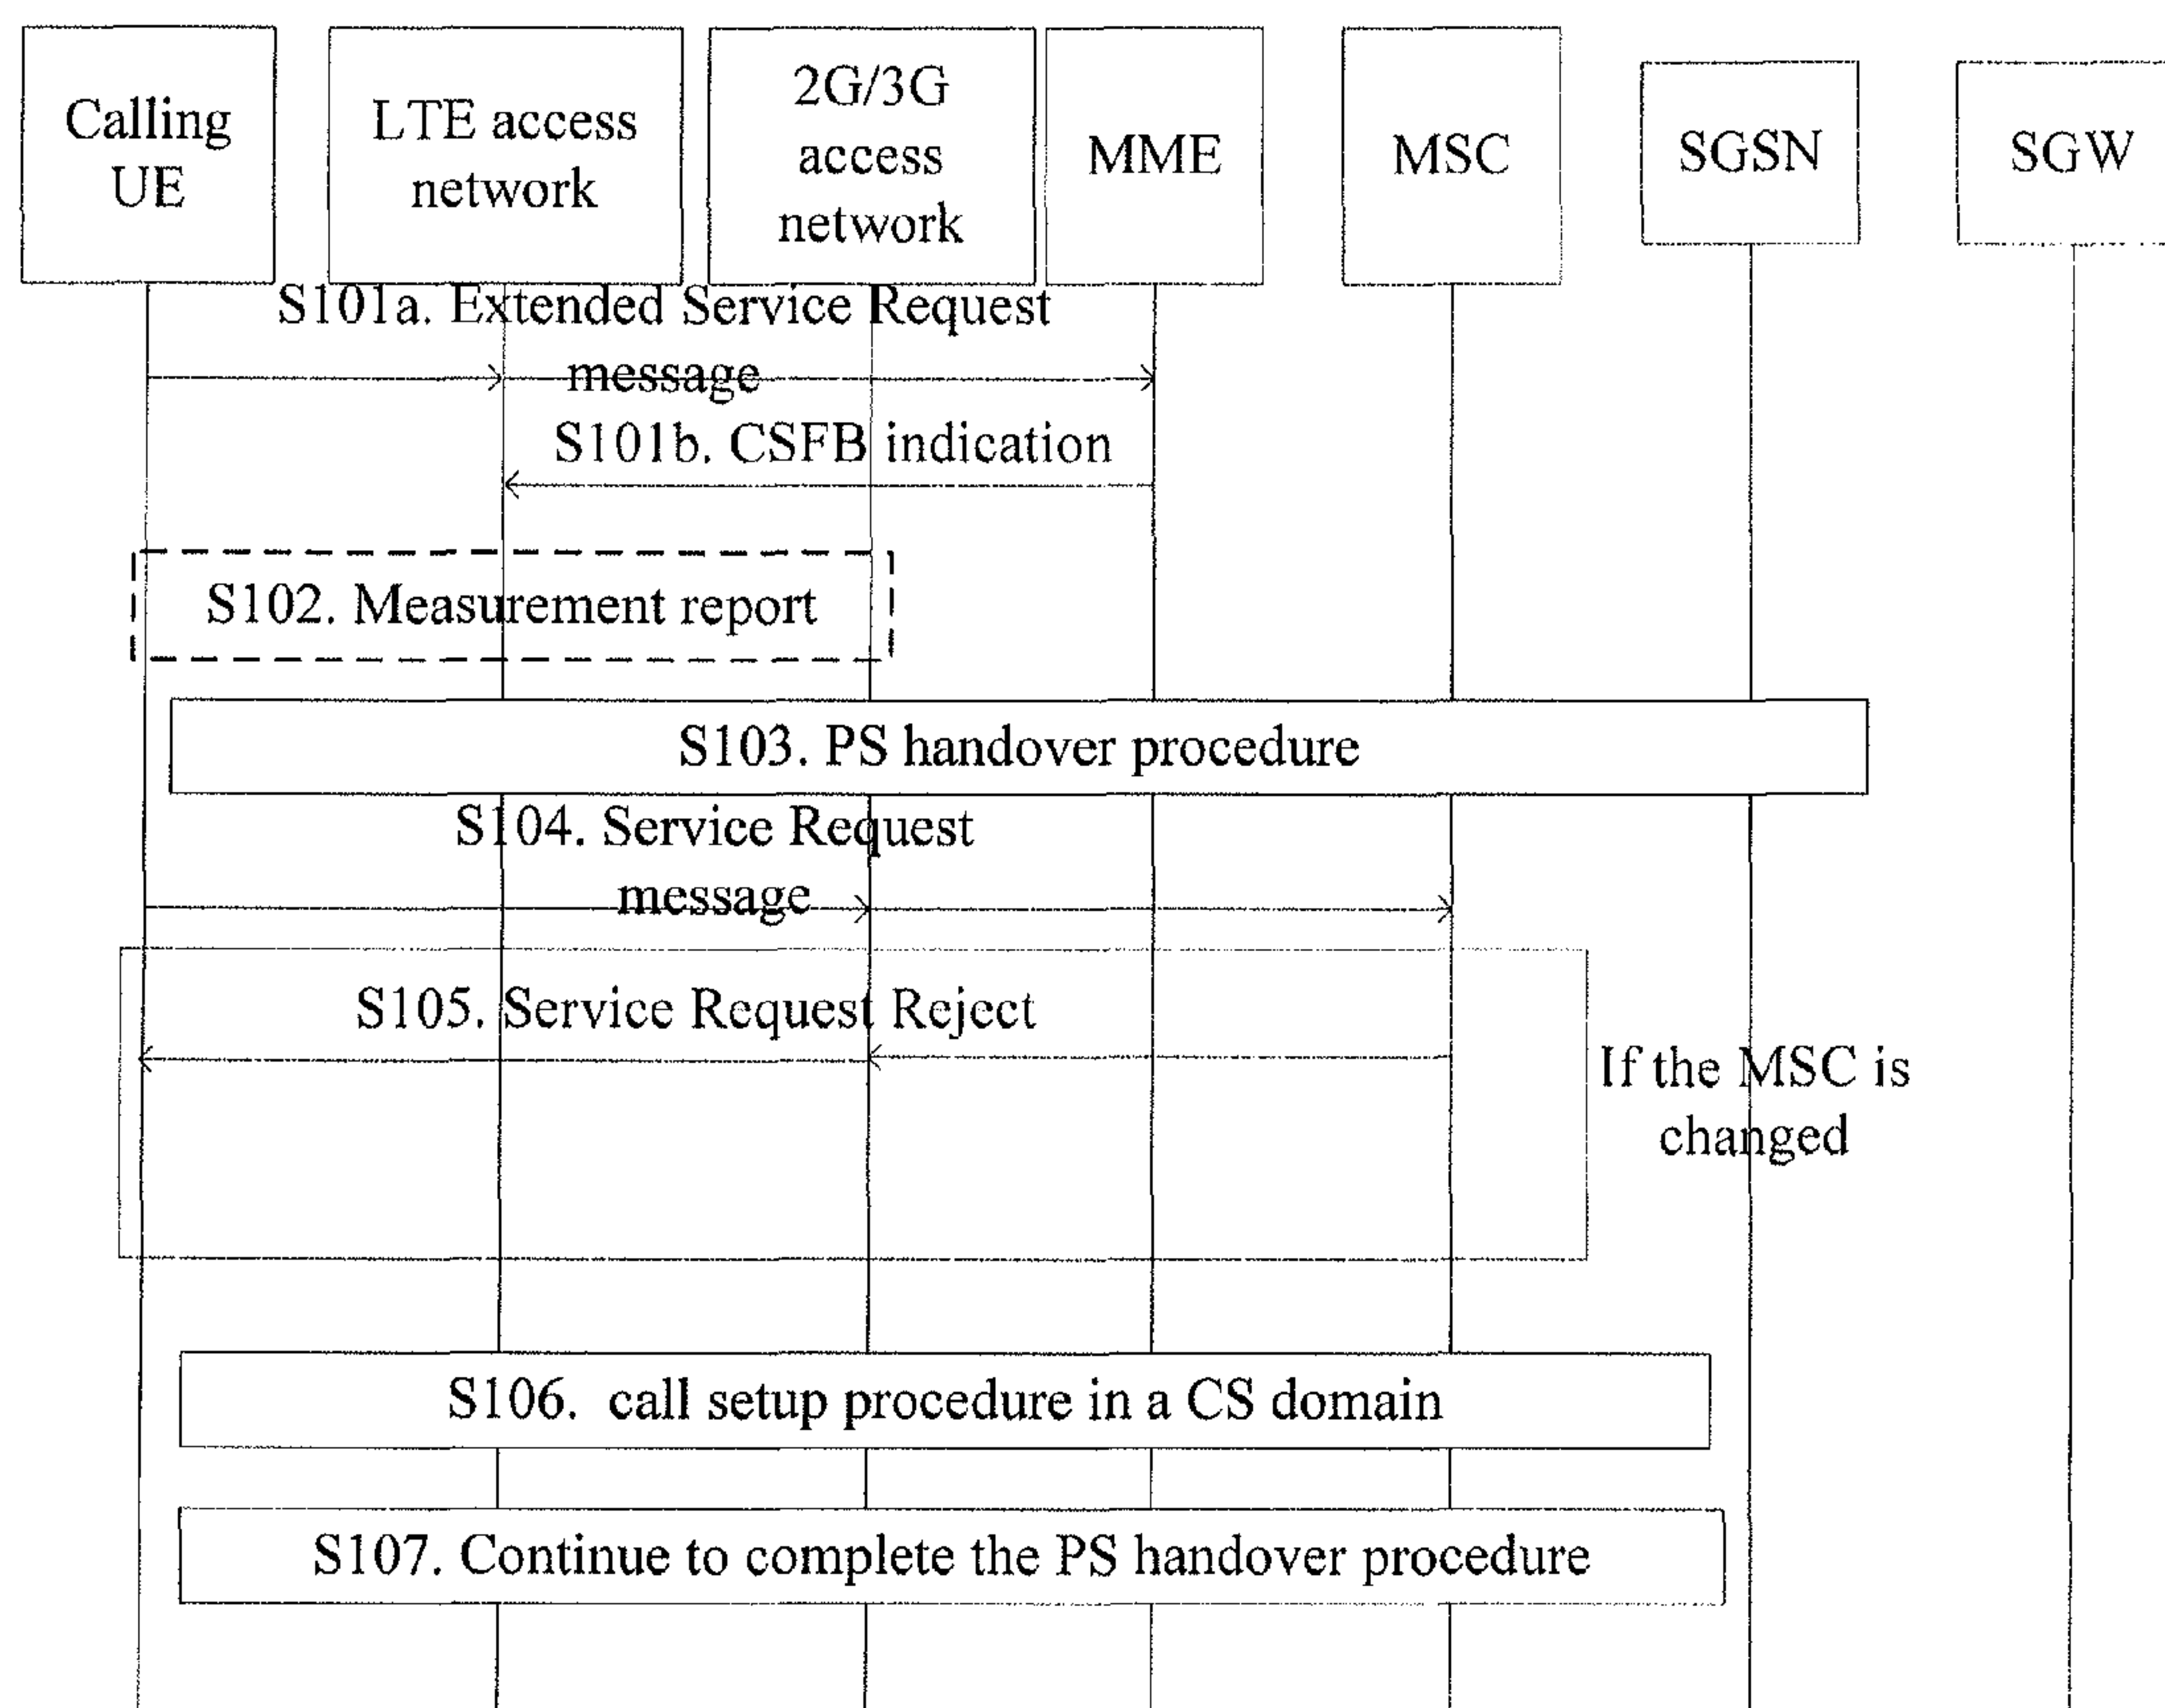 Calling
UE
LTE access
network
2G/3G
access
network
MME
MSC
SGSN
SGW
S101a. Extended Service Request
message
S101b. CSFB indication
S102. Measurement report
S103. PS handover procedure
S104. Service Request
message
S105. Service Request Reject
If the MSC is
changed
S106. call setup procedure in a CS domain
S107. Continue to complete the PS handover procedure